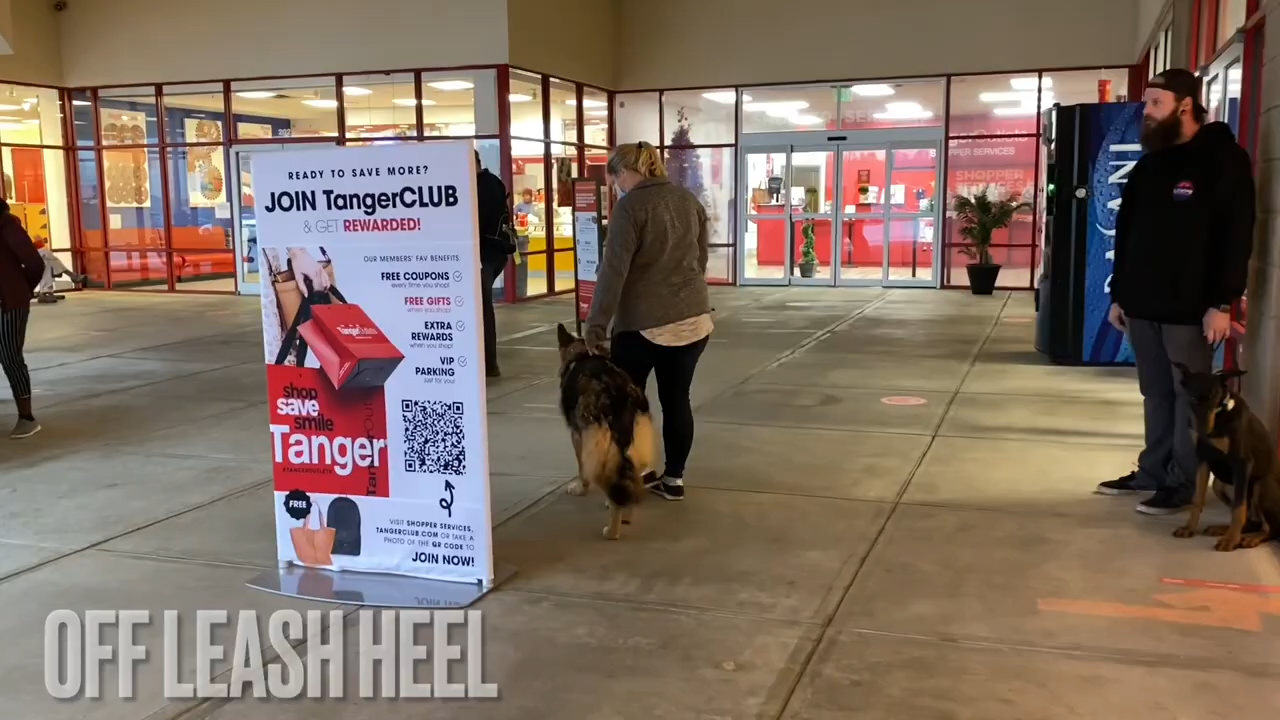 READY TO SAVE MORE?
JOIN TangerCLUB
& GET REWARDED!
OUR MEMBERS' FAV BENEFITS
FREE COUPONS
every time you shop!
FREE GIFTS
when you shop!
EXTRA
REWARDS
when you shop!
VIP
PARKING
just for you!
shop
save
smile
Tanger
#TANGEROUTLETS
FREE
VISIT SHOPPER SERVICES,
TANGERCLUB.COM OR TAKE A
PHOTO OF THE QR CODE TO
JOIN NOW!
SHOPPER
SERVICES
OFF LEASH HEEL